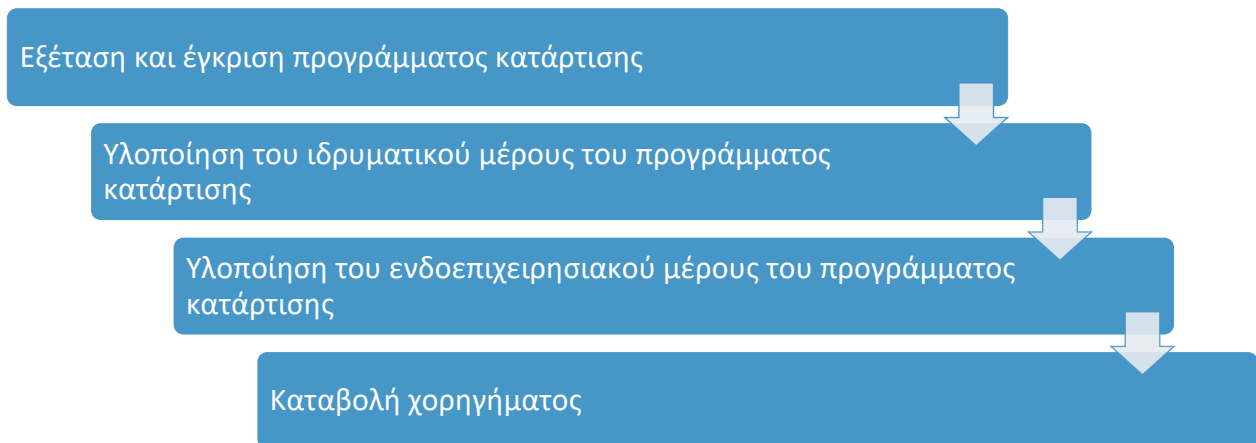 Εξέταση και έγκριση προγράμματος κατάρτισης
Υλοποίηση του ιδρυματικού μέρους του προγράμματος
κατάρτισης
Υλοποίηση του ενδοεπιχειρησιακού μέρους του προγράμματος
κατάρτισης
Καταβολή χορηγήματος